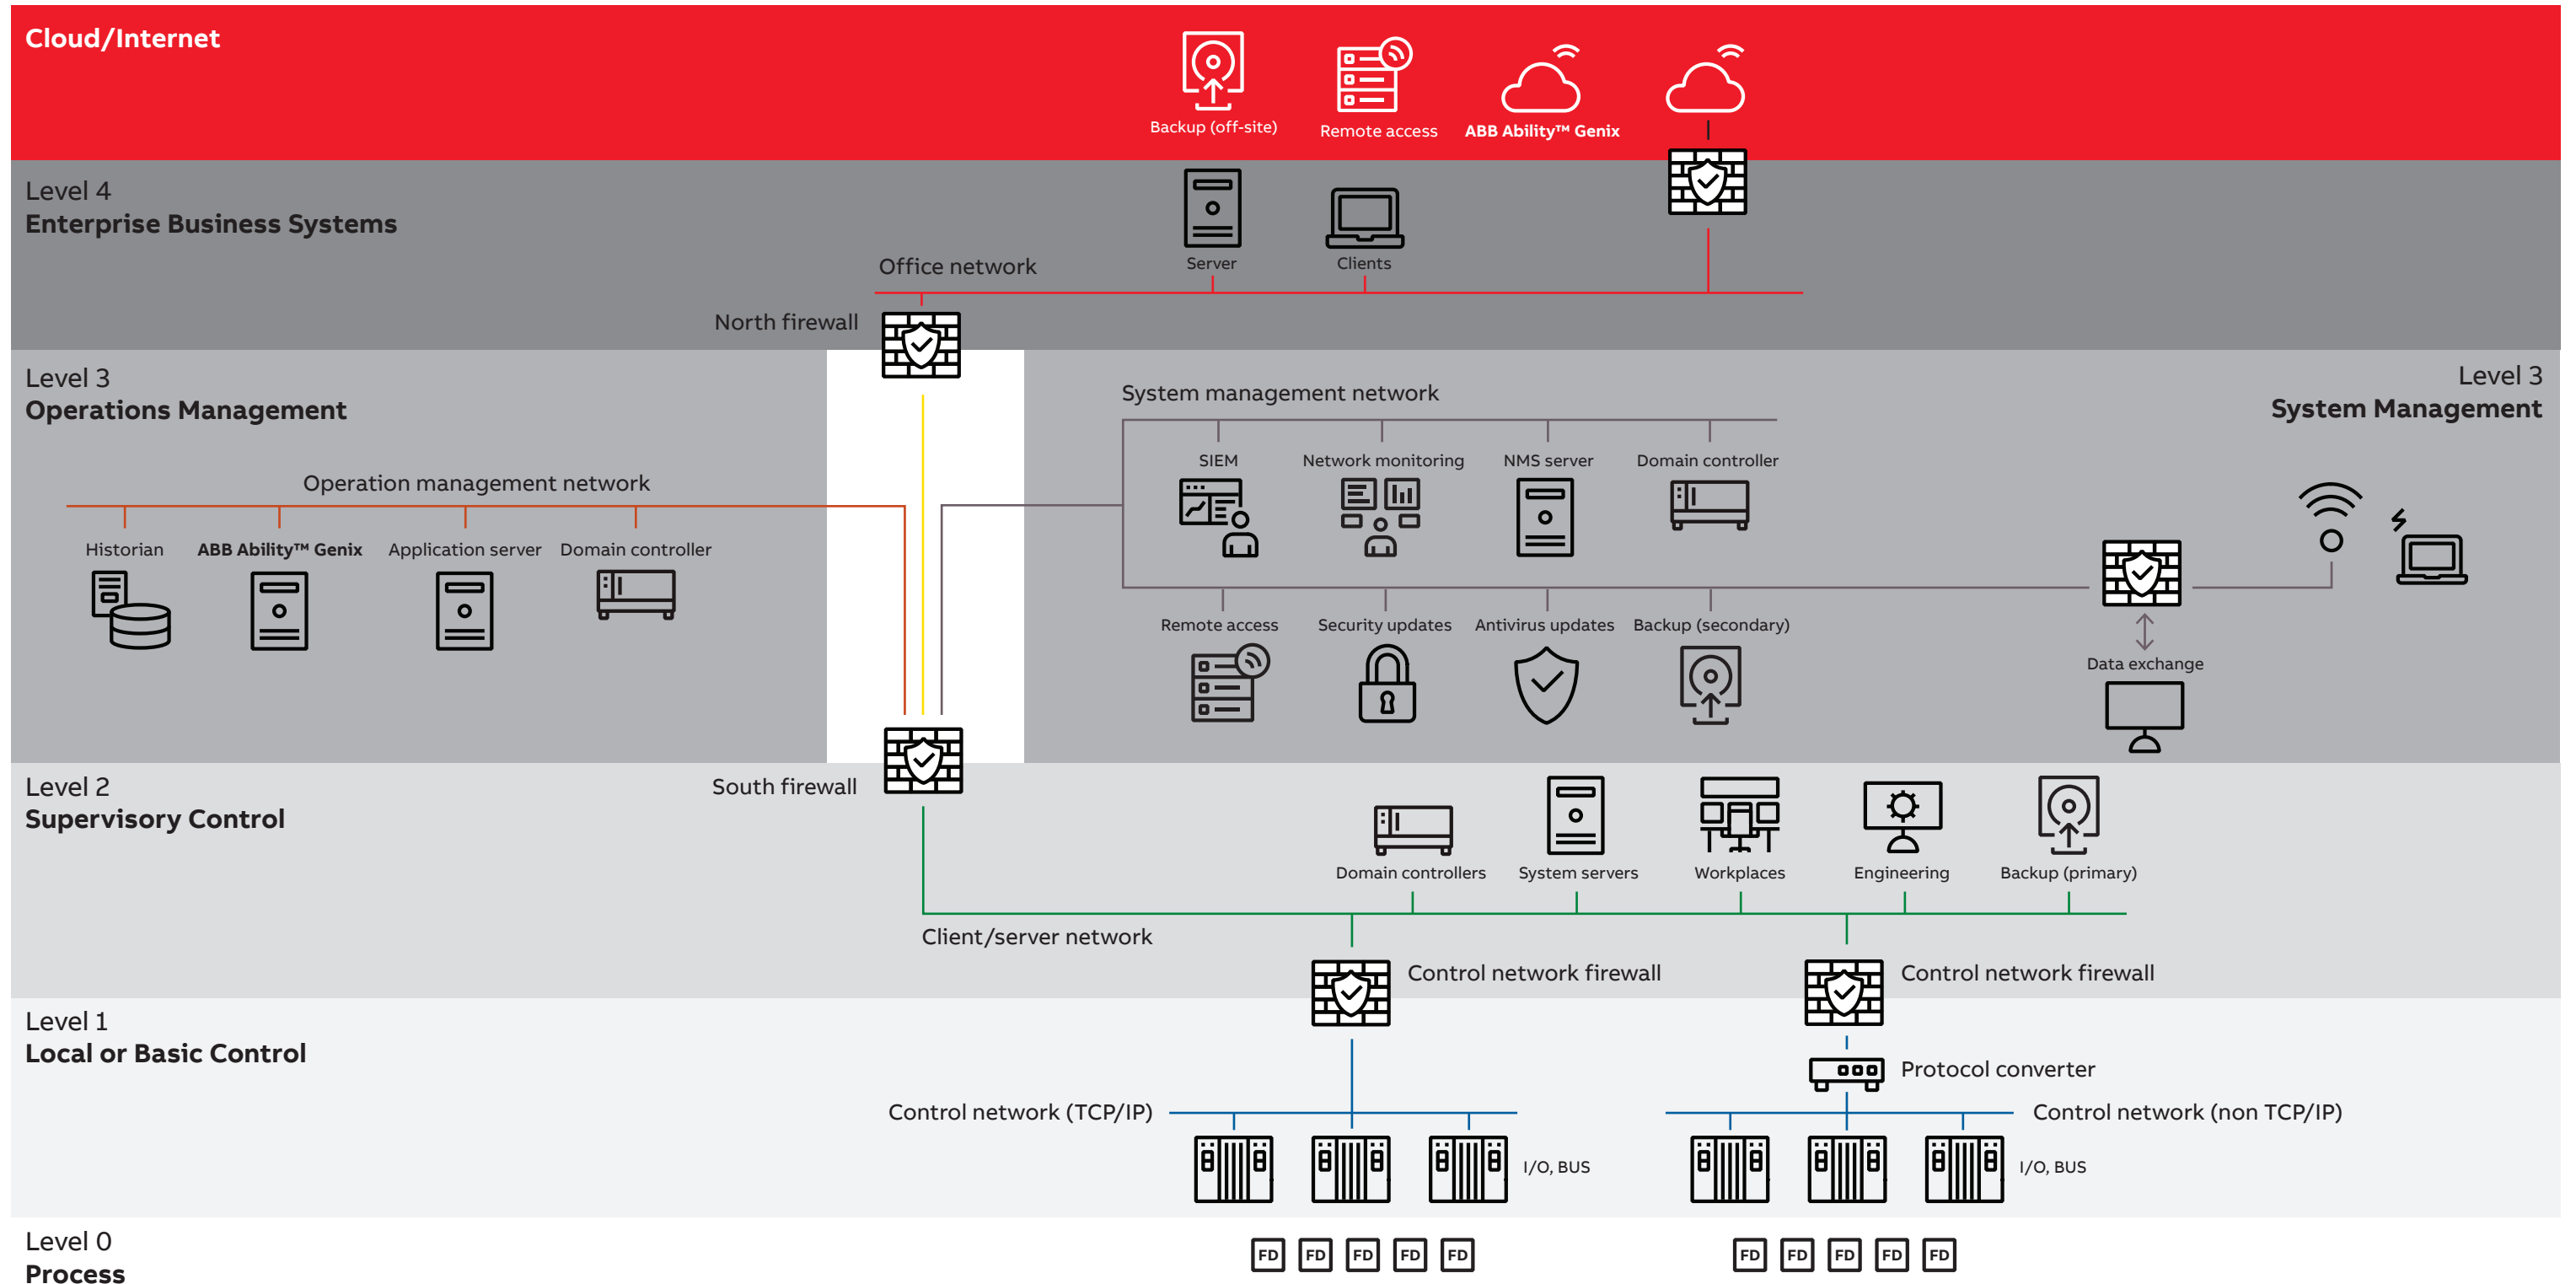 Cloud/Internet
Backup (off-site)
Remote access
ABB Ability™ Genix
Level 4
Enterprise Business Systems
Server
Clients
Office network
North firewall
Level 3
Operations Management
Level 3
System Management
System management network
SIEM
Network monitoring
NMS server
Domain controller
Operation management network
Historian
ABB Ability™ Genix
Application server
Domain controller
Remote access
Security updates
Antivirus updates
Backup (secondary)
Data exchange
Level 2
Supervisory Control
South firewall
Domain controllers
System servers
Workplaces
Engineering
Backup (primary)
Client/server network
Control network firewall
Control network firewall
Level 1
Local or Basic Control
Protocol converter
Control network (TCP/IP)
Control network (non TCP/IP)
I/O, BUS
I/O, BUS
Level 0
Process
FD FD FD FD FD
FD FD FD FD FD